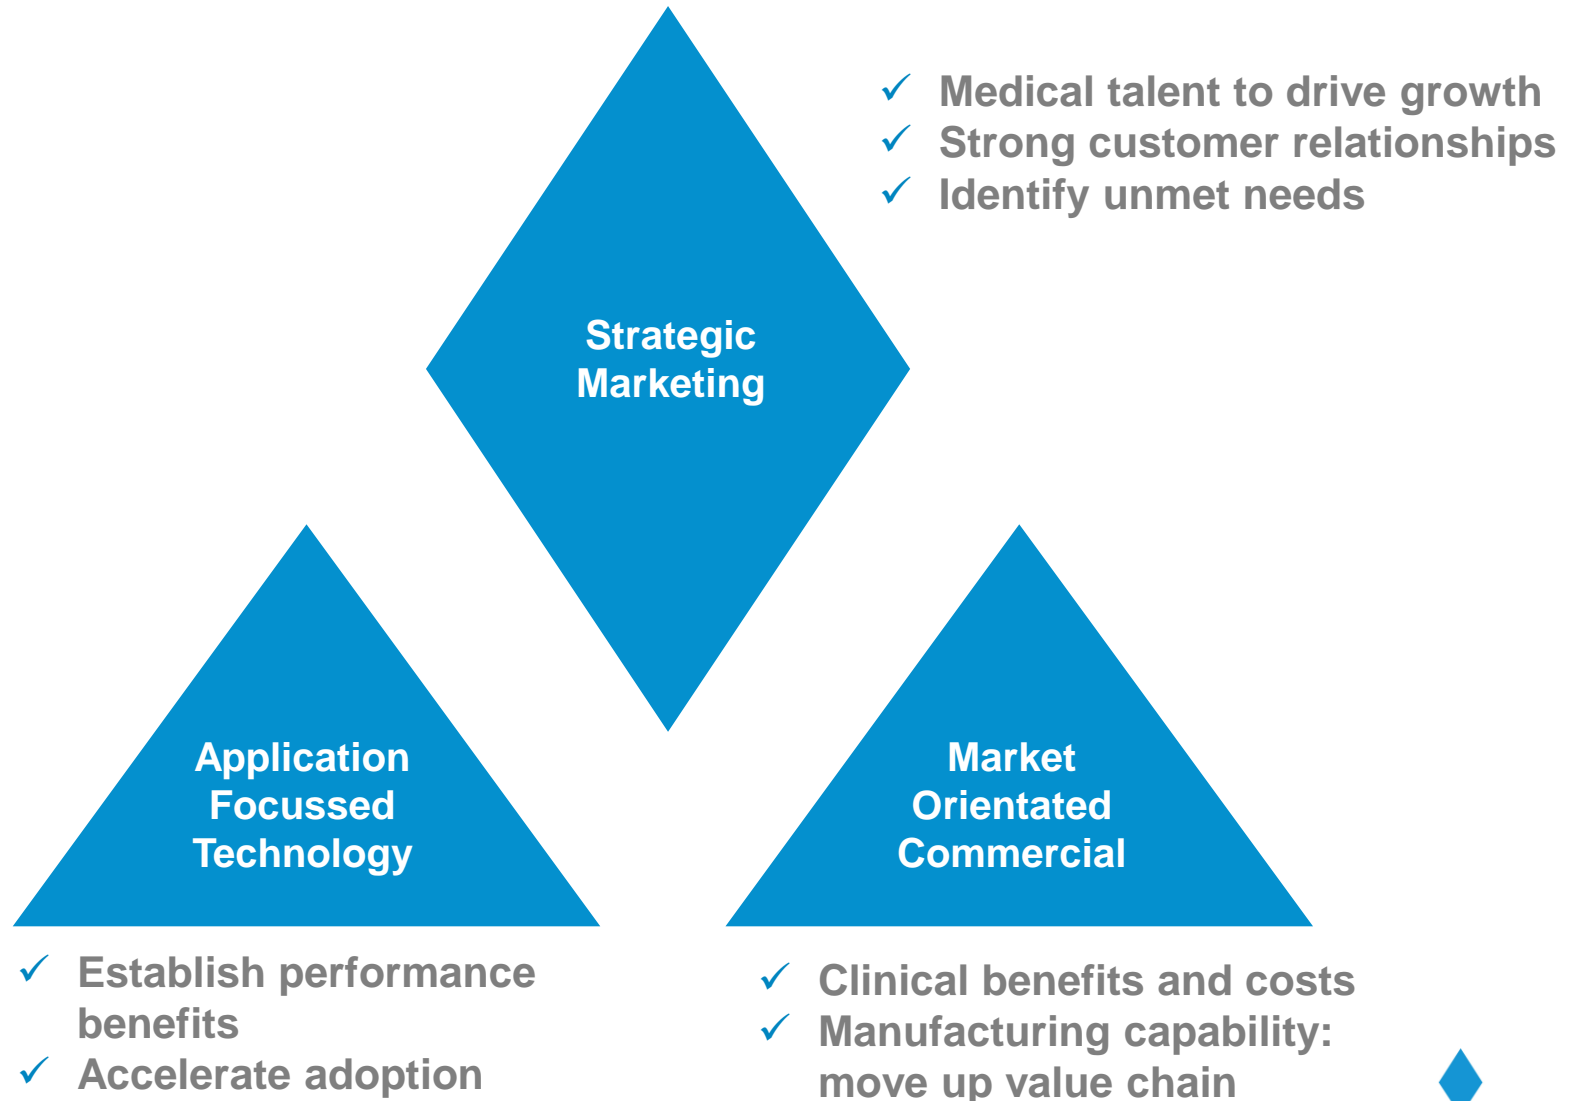 ✓ Medical talent to drive growth
✓ Strong customer relationships
✓ Identify unmet needs
Strategic
Marketing
Application
Focussed
Technology
Market
Orientated
Commercial
✓ Establish performance
benefits
✓ Accelerate adoption
✓ Clinical benefits and costs
✓ Manufacturing capability:
move up value chain